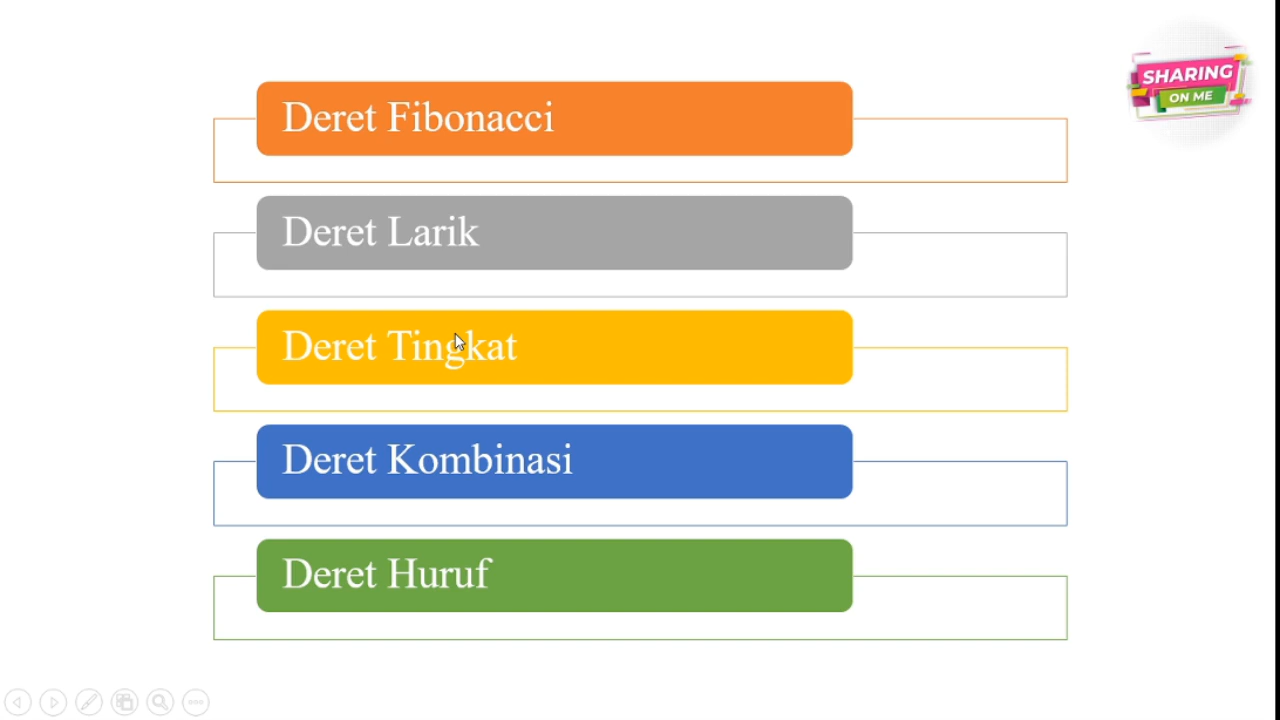 SHARING
ON ME
Deret Fibonacci
Deret Larik
Deret Tingkat
Deret Kombinasi
Deret Huruf